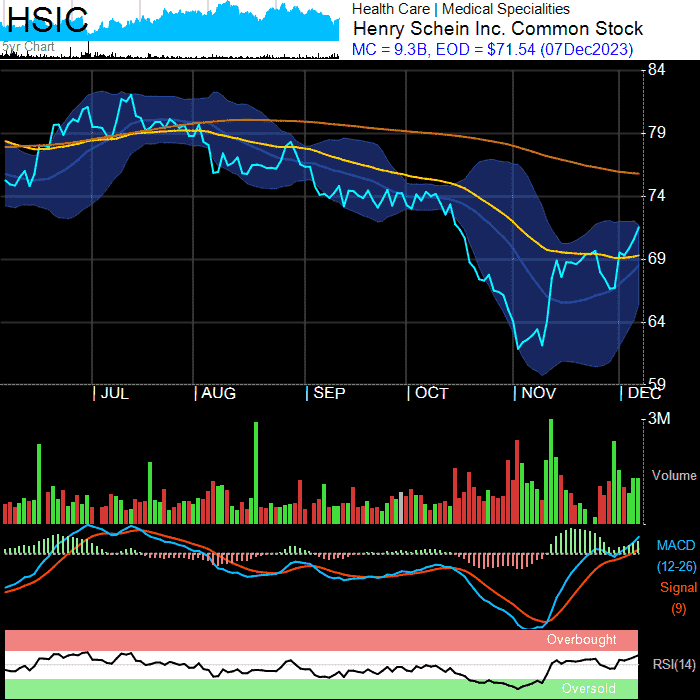 HSIC
5yr Chart
Health Care | Medical Specialities
Henry Schein Inc. Common Stock
MC = 9.3B, EOD = $71.54 (07Dec2023)
84
79
74
69
64
59
JUL
AUG
SEP
OCT
NOV
DEC
3M
Volume
MACD
(12-26)
Signal
(9)
Overbought
RSI(14)
Oversold